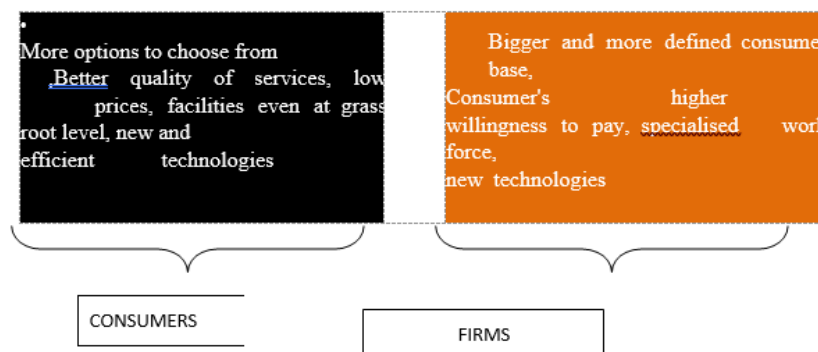 •
More options to choose from
,Better quality of services, low
prices, facilities even at grass
root level, new and
efficient technologies
Bigger and more defined consume
base,
Consumer's higher
willingness to pay, specialised wor
force,
new technologies
CONSUMERS
FIRMS